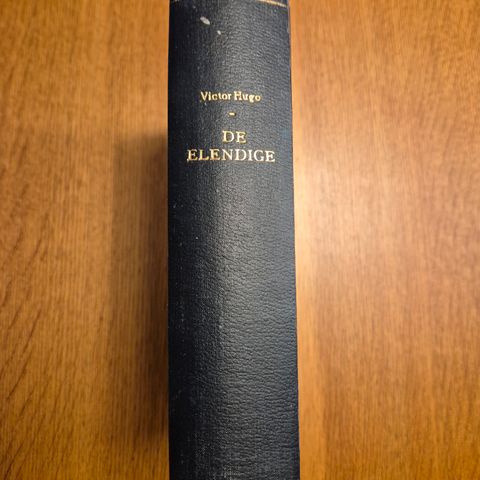 Victor Hugo
-
DE
ELENDIGE